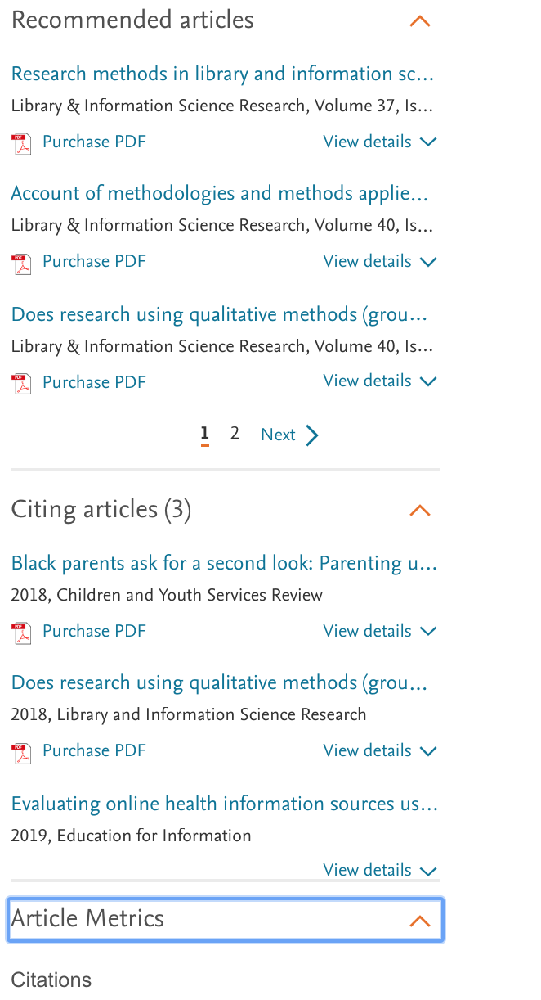 Recommended articles
Research methods in library and information sc...
Library & Information Science Research, Volume 37, Is...
PDF Purchase PDF View details
Account of methodologies and methods applie...
Library & Information Science Research, Volume 40, Is...
PDF Purchase PDF View details
Does research using qualitative methods (grou...
Library & Information Science Research, Volume 40, Is...
PDF Purchase PDF View details
1 2 Next
Citing articles (3)
Black parents ask for a second look: Parenting u...
2018, Children and Youth Services Review
PDF Purchase PDF View details
Does research using qualitative methods (grou...
2018, Library and Information Science Research
PDF Purchase PDF View details
Evaluating online health information sources us...
2019, Education for Information
View details
Article Metrics
Citations